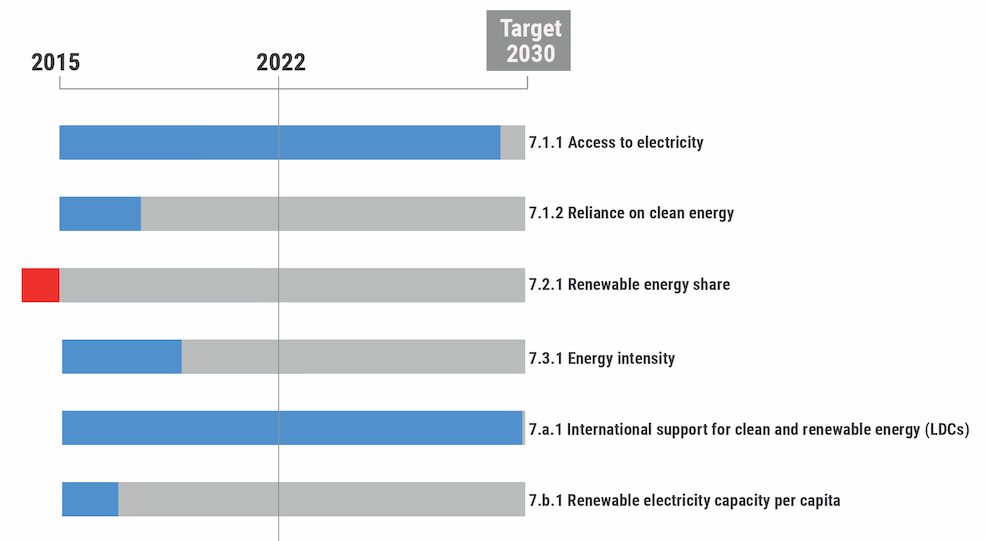 Target
2030
2015
2022
7.1.1 Access to electricity
7.1.2 Reliance on clean energy
7.2.1 Renewable energy share
7.3.1 Energy intensity
7.a.1 International support for clean and renewable energy (LDCs)
7.b.1 Renewable electricity capacity per capita